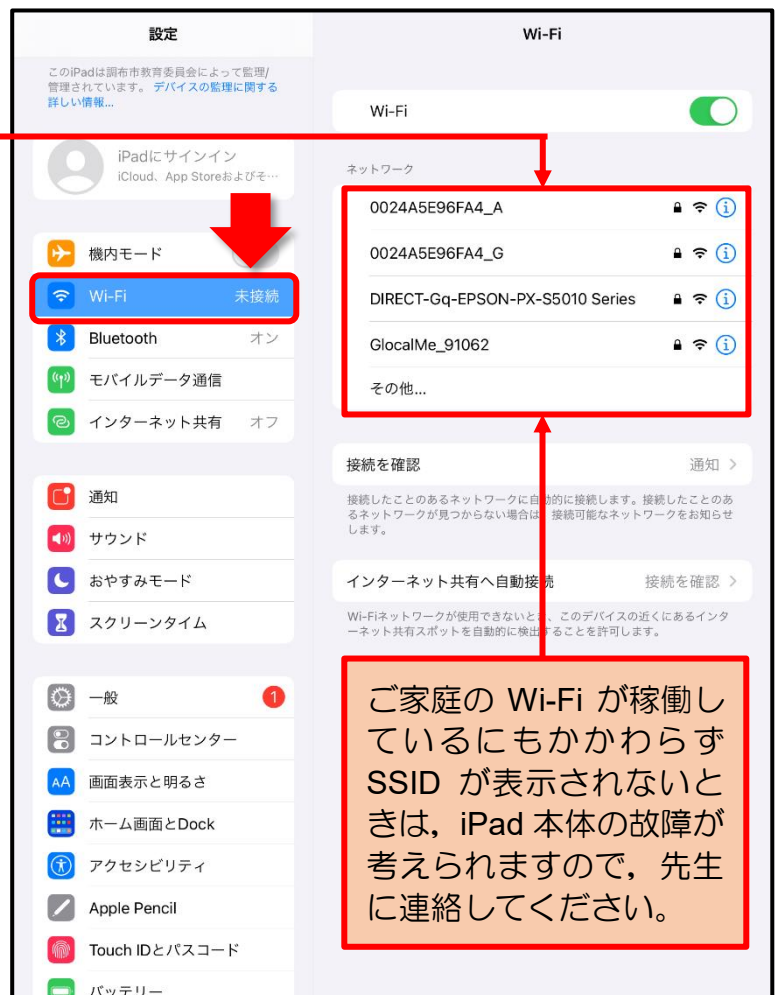 設定
このiPadは調布市教育委員会によって監理/
管理されています。デバイスの監理に関する
詳しい情報...
iPadにサインイン
iCloud、App Storeおよびそ…
機内モード
Wi-Fi 未接続
Bluetooth オン
モバイルデータ通信
インターネット共有 オフ
通知
サウンド
おやすみモード
スクリーンタイム
一般 1
コントロールセンター
AA 画面表示と明るさ
ホーム画面とDock
アクセシビリティ
Apple Pencil
Touch IDとパスコード
バッテリー
Wi-Fi
Wi-Fi
ネットワーク
0024A5E96FA4_A
0024A5E96FA4_G
DIRECT-Gq-EPSON-PX-S5010 Series
GlocalMe_91062
その他...
接続を確認 通知
接続したことのあるネットワークに自動的に接続します。接続したことのあ
るネットワークが見つからない場合は、接続可能なネットワークをお知らせ
します。
インターネット共有へ自動接続 接続を確認
Wi-Fiネットワークが使用できないとき、このデバイスの近くにあるインタ
ーネット共有スポットを自動的に検出することを許可します。
ご家庭の Wi-Fi が稼働し
ているにもかかわらず
SSID が表示されないと
きは，iPad 本体の故障が
考えられますので，先生
に連絡してください。